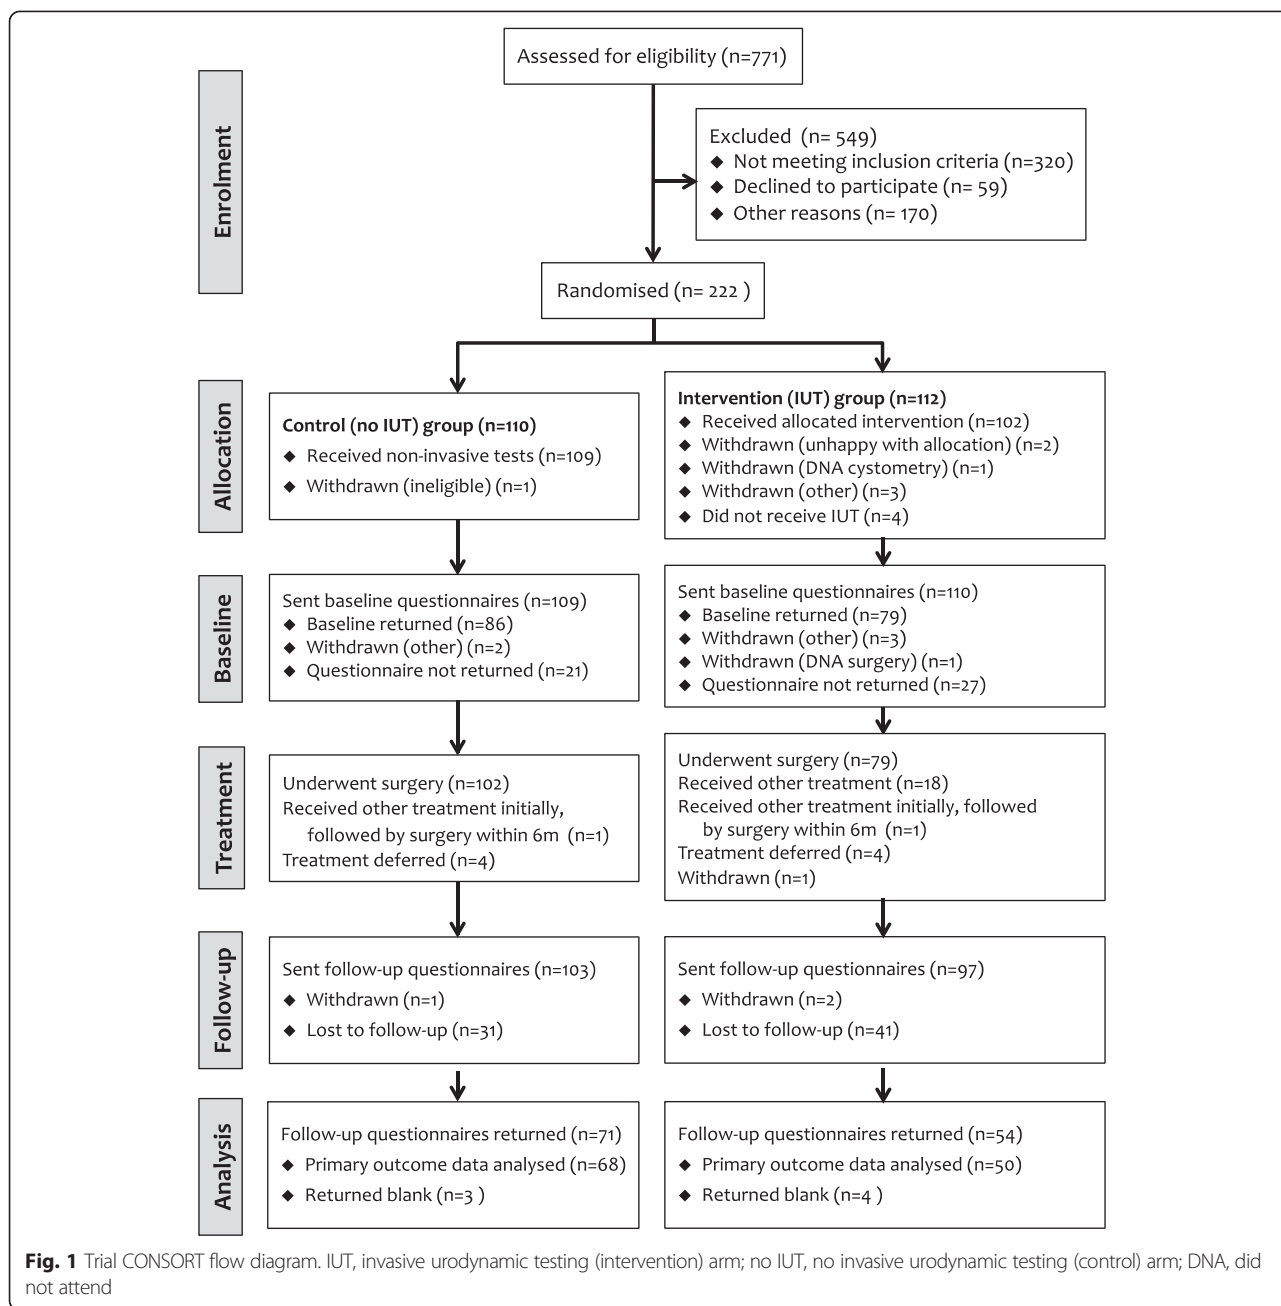 Assessed for eligibility (n=771)
Enrolment
Excluded (n= 549)
◆ Not meeting inclusion criteria (n=320)
◆ Declined to participate (n= 59)
◆ Other reasons (n= 170)
Randomised (n= 222 )
Allocation
Control (no IUT) group (n=110)
◆ Received non-invasive tests (n=109)
◆ Withdrawn (ineligible) (n=1)
Intervention (IUT) group (n=112)
◆ Received allocated intervention (n=102)
◆ Withdrawn (unhappy with allocation) (n=2)
◆ Withdrawn (DNA cystometry) (n=1)
◆ Withdrawn (other) (n=3)
◆ Did not receive IUT (n=4)
Baseline
Sent baseline questionnaires (n=109)
◆ Baseline returned (n=86)
◆ Withdrawn (other) (n=2)
◆ Questionnaire not returned (n=21)
Sent baseline questionnaires (n=110)
◆ Baseline returned (n=79)
◆ Withdrawn (other) (n=3)
◆ Withdrawn (DNA surgery) (n=1)
◆ Questionnaire not returned (n=27)
Treatment
Underwent surgery (n=102)
Received other treatment initially,
followed by surgery within 6m (n=1)
Treatment deferred (n=4)
Underwent surgery (n=79)
Received other treatment (n=18)
Received other treatment initially, followed
by surgery within 6m (n=1)
Treatment deferred (n=4)
Withdrawn (n=1)
Follow-up
Sent follow-up questionnaires (n=103)
◆ Withdrawn (n=1)
◆ Lost to follow-up (n=31)
Sent follow-up questionnaires (n=97)
◆ Withdrawn (n=2)
◆ Lost to follow-up (n=41)
Analysis
Follow-up questionnaires returned (n=71)
◆ Primary outcome data analysed (n=68)
◆ Returned blank (n=3 )
Follow-up questionnaires returned (n=54)
◆ Primary outcome data analysed (n=50)
◆ Returned blank (n=4 )
Fig. 1 Trial CONSORT flow diagram. IUT, invasive urodynamic testing (intervention) arm; no IUT, no invasive urodynamic testing (control) arm; DNA, did
not attend